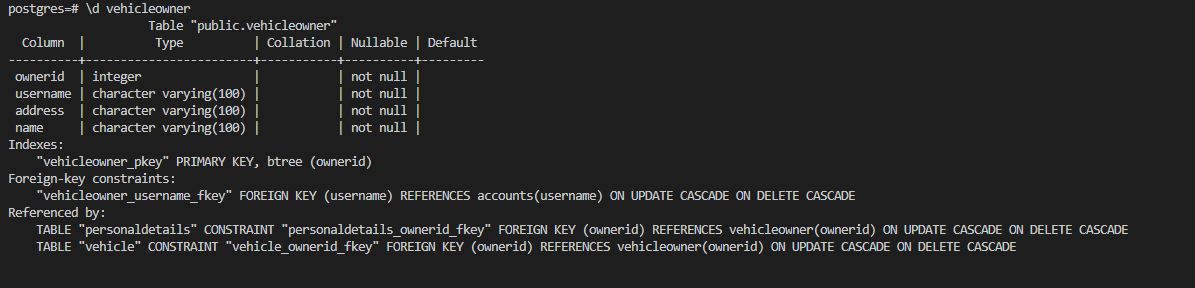 postgres=# \d vehicleowner
                    Table "public.vehicleowner"
  Column  |          Type          | Collation | Nullable | Default
----------+------------------------+-----------+----------+---------
 ownerid  | integer                |           | not null |
 username | character varying(100) |           | not null |
 address  | character varying(100) |           | not null |
 name     | character varying(100) |           | not null |
Indexes:
    "vehicleowner_pkey" PRIMARY KEY, btree (ownerid)
Foreign-key constraints:
    "vehicleowner_username_fkey" FOREIGN KEY (username) REFERENCES accounts(username) ON UPDATE CASCADE ON DELETE CASCADE
Referenced by:
    TABLE "personaldetails" CONSTRAINT "personaldetails_ownerid_fkey" FOREIGN KEY (ownerid) REFERENCES vehicleowner(ownerid) ON UPDATE CASCADE ON DELETE CASCADE
    TABLE "vehicle" CONSTRAINT "vehicle_ownerid_fkey" FOREIGN KEY (ownerid) REFERENCES vehicleowner(ownerid) ON UPDATE CASCADE ON DELETE CASCADE